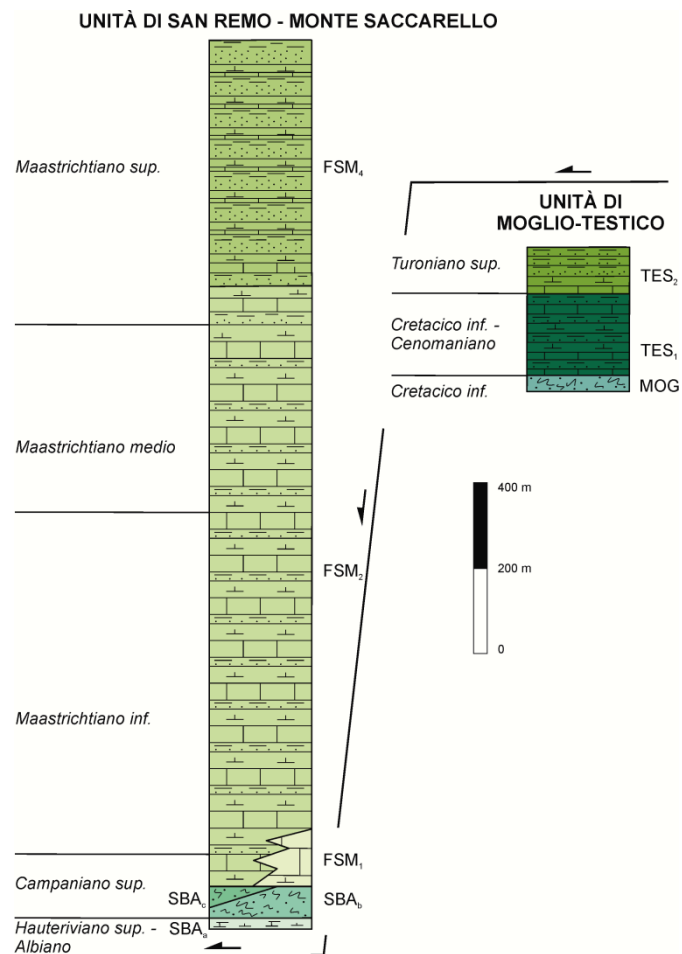 UNITÀ DI SAN REMO - MONTE SACCARELLO
Maastrichtiano sup.
FSM4
Maastrichtiano medio
FSM2
Maastrichtiano inf.
FSM1
Campaniano sup.
SBAc
SBAb
Hauteriviano sup. -
Albiano
SBAa
UNITÀ DI
MOGLIO-TESTICO
Turoniano sup.
TES2
Cretacico inf. -
Cenomaniano
TES1
Cretacico inf.
MOG
400 m
200 m
0